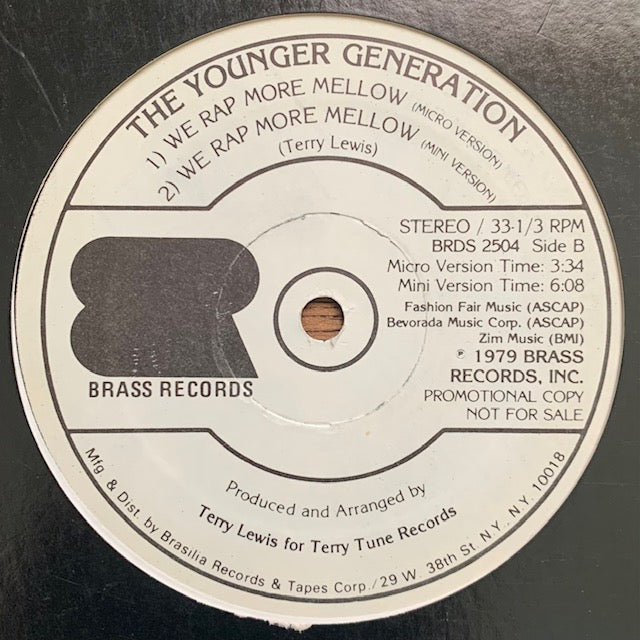 THE YOUNGER GENERATION
1) WE RAP MORE MELLOW (MICRO VERSION)
2) WE RAP MORE MELLOW (MINI VERSION)
(Terry Lewis)
BRASS RECORDS
STEREO / 33-1/3 RPM
BRDS 2504 Side B
Micro Version Time: 3:34
Mini Version Time: 6:08
Fashion Fair Music (ASCAP)
Bevorada Music Corp. (ASCAP)
Zim Music (BMI)
℗ 1979 BRASS
RECORDS, INC.
PROMOTIONAL COPY
NOT FOR SALE
Produced and Arranged by
Terry Lewis for Terry Tune Records
Mfg. & Dist. by Brasilia Records & Tapes Corp./29 W. 38th St N.Y., N.Y. 10018